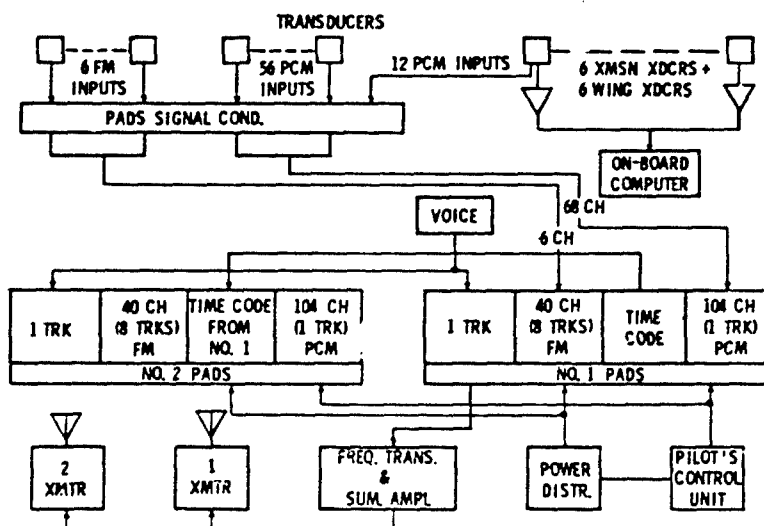 TRANSDUCERS
6 FM
INPUTS
56 PCM
INPUTS
12 PCM INPUTS
6 XMSN XDCRS +
6 WING XDCRS
PADS SIGNAL COND.
ON-BOARD
COMPUTER
68 CH
VOICE
6 CH
1 TRK
40 CH
(8 TRKS)
FM
TIME CODE
FROM
NO. 1
104 CH
(1 TRK)
PCM
NO. 2 PADS
1 TRK
40 CH
(8 TRKS)
FM
TIME
CODE
104 CH
(1 TRK)
PCM
NO. 1 PADS
2
XMTR
1
XMTR
FREQ. TRANS.
&
SUM. AMPL
POWER
DISTR.
PILOT'S
CONTROL
UNIT